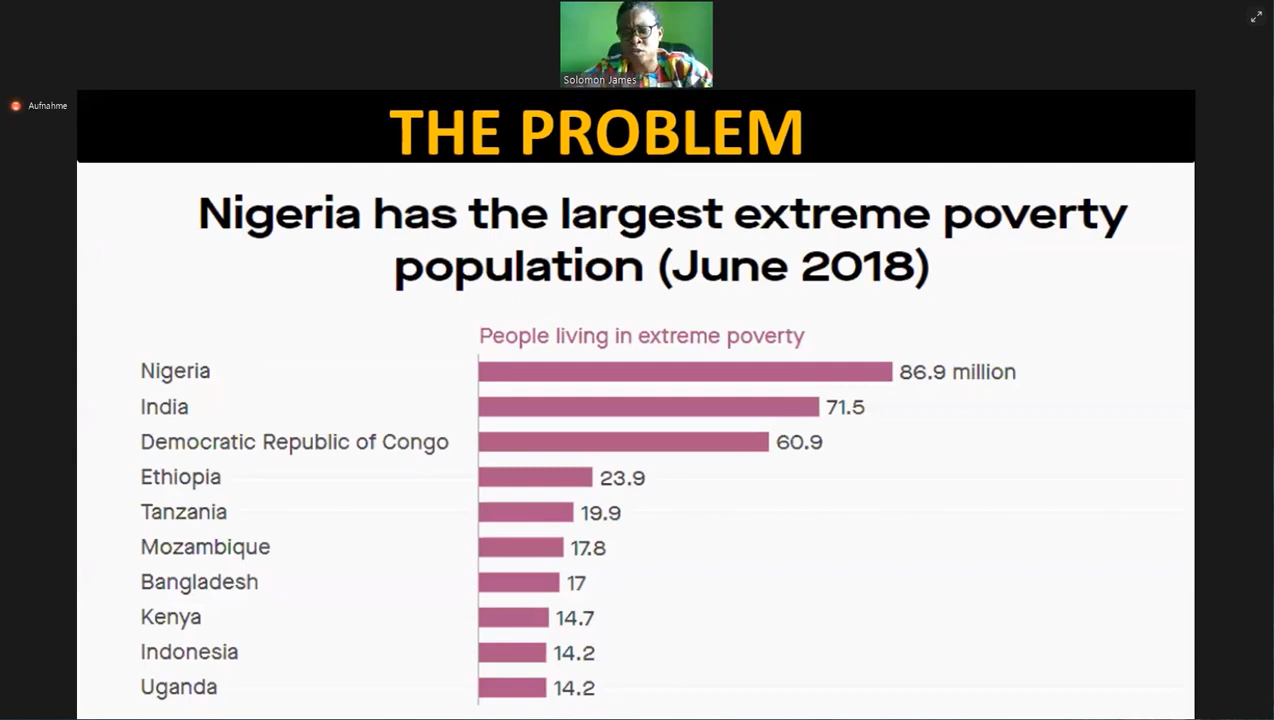 Solomon James
Aufnahme
THE PROBLEM
Nigeria has the largest extreme poverty
population (June 2018)
People living in extreme poverty
Nigeria 86.9 million
India 71.5
Democratic Republic of Congo 60.9
Ethiopia 23.9
Tanzania 19.9
Mozambique 17.8
Bangladesh 17
Kenya 14.7
Indonesia 14.2
Uganda 14.2